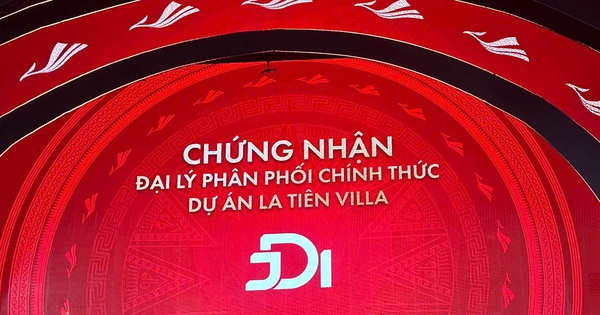 CHỨNG NHẬN
ĐẠI LÝ PHÂN PHỐI CHÍNH THỨC
DỰ ÁN LA TIÊN VILLA
SDI